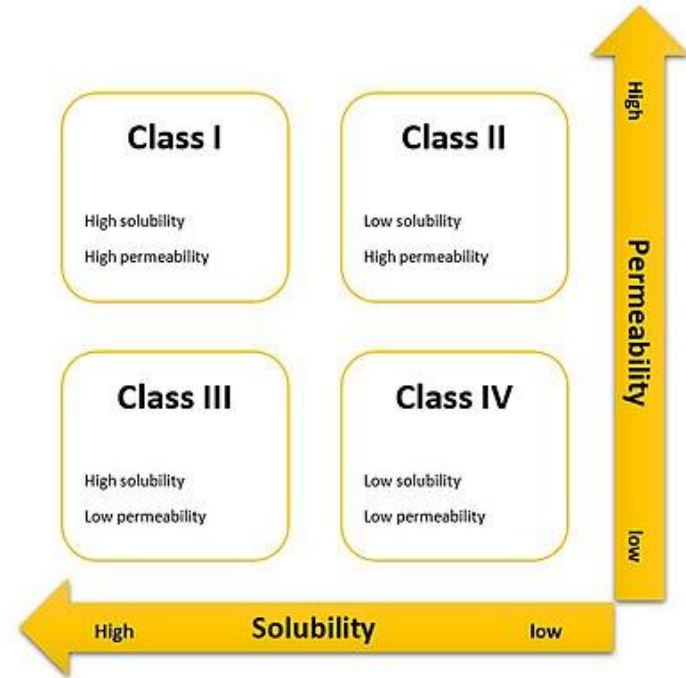 Class I
High solubility
High permeability
Class II
Low solubility
High permeability
Class III
High solubility
Low permeability
Class IV
Low solubility
Low permeability
High
Permeability
low
High Solubility low